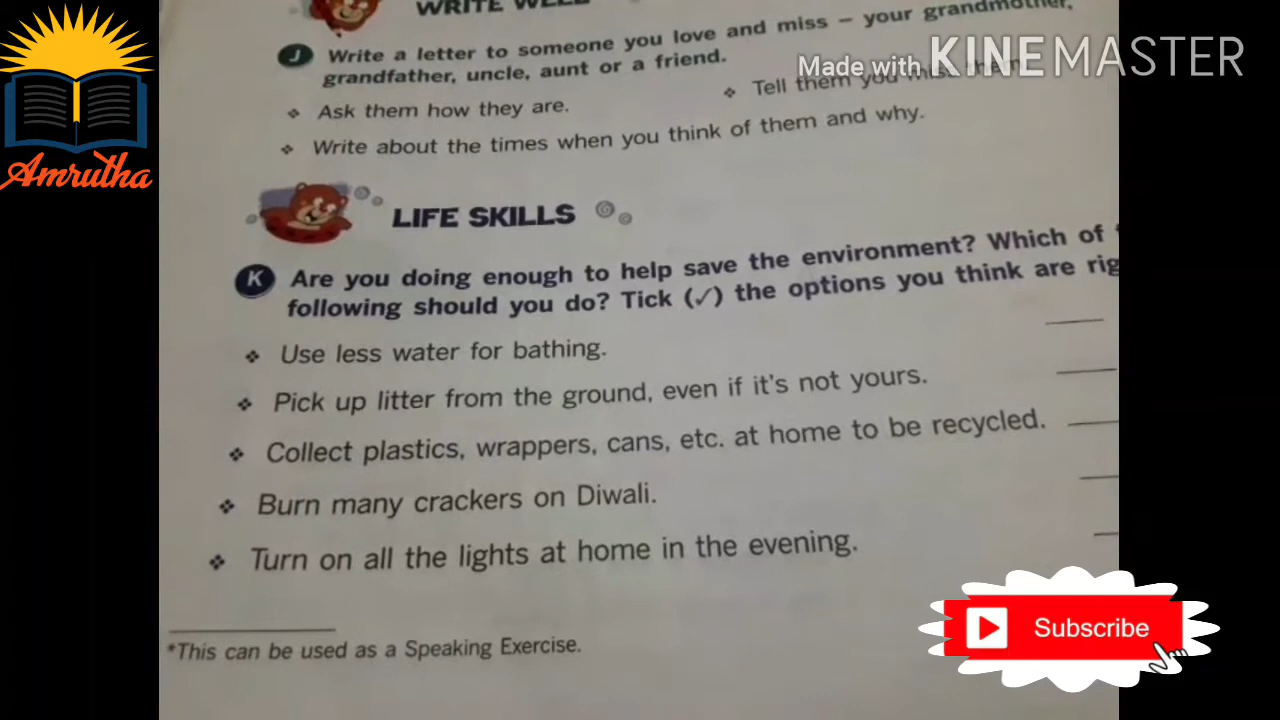 WRITE WELL
J Write a letter to someone you love and miss – your grandmother,
grandfather, uncle, aunt or a friend.
Made with KINEMASTER
❖ Ask them how they are.
❖ Tell them you miss them
❖ Write about the times when you think of them and why.
LIFE SKILLS
K Are you doing enough to help save the environment? Which of
following should you do? Tick (✓) the options you think are rig
❖ Use less water for bathing.
❖ Pick up litter from the ground, even if it's not yours.
❖ Collect plastics, wrappers, cans, etc. at home to be recycled.
❖ Burn many crackers on Diwali.
❖ Turn on all the lights at home in the evening.
*This can be used as a Speaking Exercise.
Amrutha
Subscribe